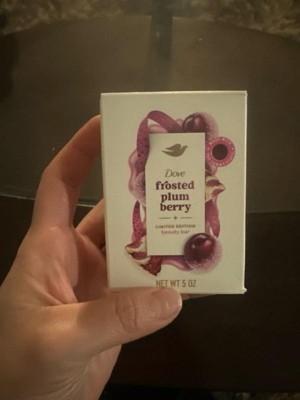 Dove
frosted
plum
berry
LIMITED EDITION
beauty bar
NET WT 5 OZ